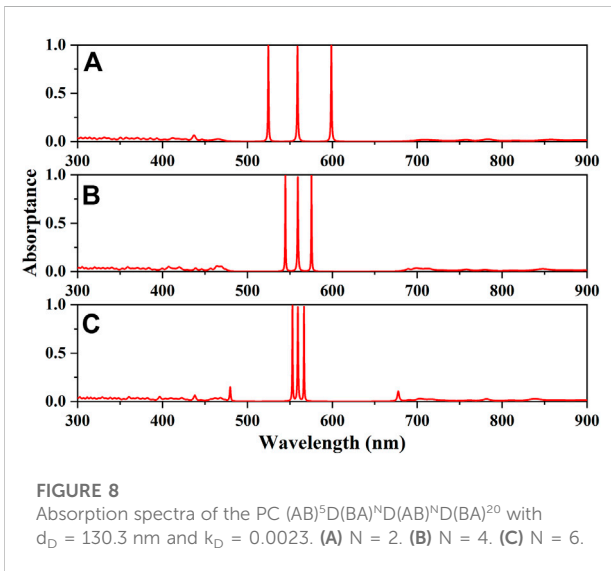 A
1.0
0.5
0.0
300 400 500 600 700 800 900
B
1.0
0.5
0.0
300 400 500 600 700 800 900
C
1.0
0.5
0.0
300 400 500 600 700 800 900
Absorptance
Wavelength (nm)
FIGURE 8
Absorption spectra of the PC (AB)⁵D(BA)ᴺD(AB)ᴺD(BA)²⁰ with
d_D = 130.3 nm and k_D = 0.0023. (A) N = 2. (B) N = 4. (C) N = 6.